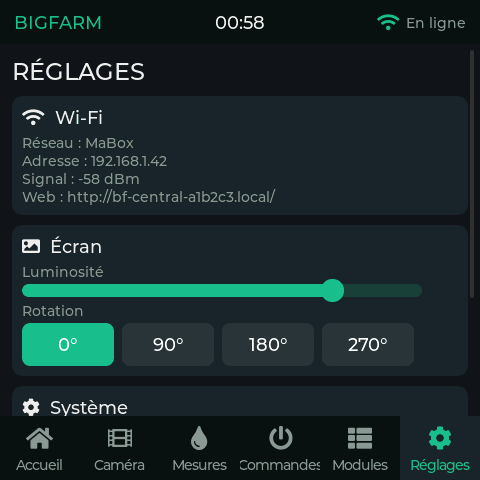 BIGFARM
00:58
En ligne
RÉGLAGES
Wi-Fi
Réseau : MaBox
Adresse : 192.168.1.42
Signal : -58 dBm
Web : http://bf-central-a1b2c3.local/
Écran
Luminosité
Rotation
0° 90° 180° 270°
Système
Accueil Caméra Mesures Commandes Modules Réglages